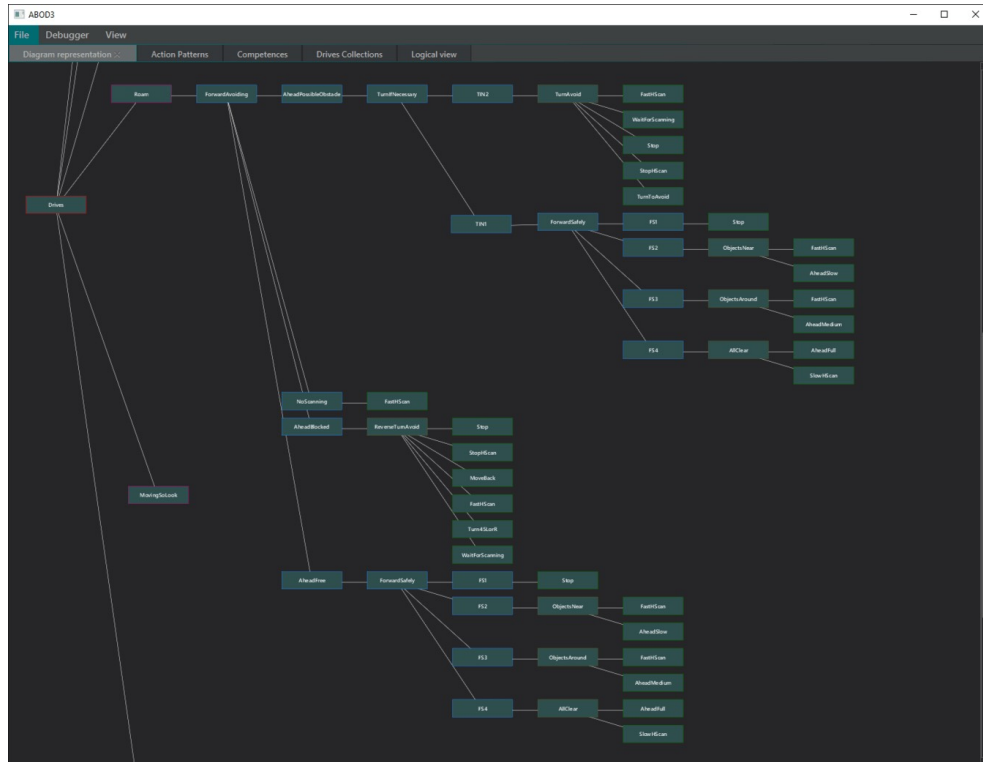 ABOD3
File Debugger View
Diagram representation ... Action Patterns Competences Drives Collections Logical view
Roam ForwardAvoiding AheadPossibleObstacle TurnIfNecessary TIN2 TurnAvoid FastHScan
WaitForScanning
Stop
StopHScan
TurnToAvoid
Drives
TIN1 ForwardSafely FS1 Stop
FS2 ObjectsNear FastHScan
AheadSlow
FS3 ObjectsAround FastHScan
AheadMedium
FS4 AllClear AheadFull
SlowHScan
NoScanning FastHScan
AheadBlocked ReverseTurnAvoid Stop
StopHScan
MoveBack
MovingSoLook
FastHScan
Turn45LorR
WaitForScanning
AheadFree ForwardSafely FS1 Stop
FS2 ObjectsNear FastHScan
AheadSlow
FS3 ObjectsAround FastHScan
AheadMedium
FS4 AllClear AheadFull
SlowHScan